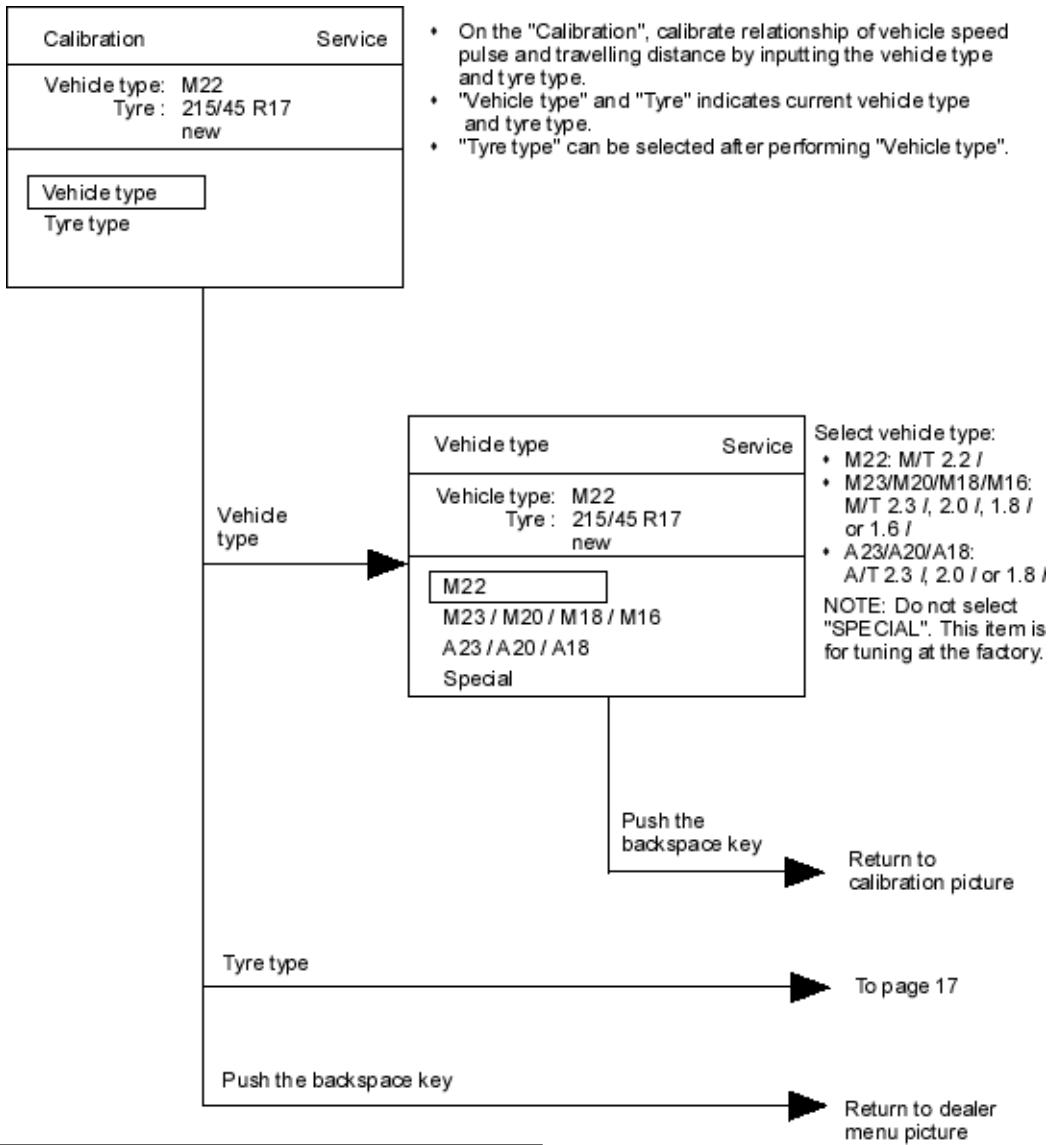 Calibration Service
Vehicle type: M22
Tyre : 215/45 R17
new
Vehicle type
Tyre type
• On the "Calibration", calibrate relationship of vehicle speed
pulse and travelling distance by inputting the vehicle type
and tyre type.
• "Vehicle type" and "Tyre" indicates current vehicle type
and tyre type.
• "Tyre type" can be selected after performing "Vehicle type".
Vehicle
type
Vehicle type Service
Vehicle type: M22
Tyre : 215/45 R17
new
M22
M23 / M20 / M18 / M16
A23 / A20 / A18
Special
Select vehicle type:
• M22: M/T 2.2 l
• M23/M20/M18/M16:
M/T 2.3 l, 2.0 l, 1.8 l
or 1.6 l
• A23/A20/A18:
A/T 2.3 l, 2.0 l or 1.8 l
NOTE: Do not select
"SPECIAL". This item is
for tuning at the factory.
Push the
backspace key
Return to
calibration picture
Tyre type
To page 17
Push the backspace key
Return to dealer
menu picture